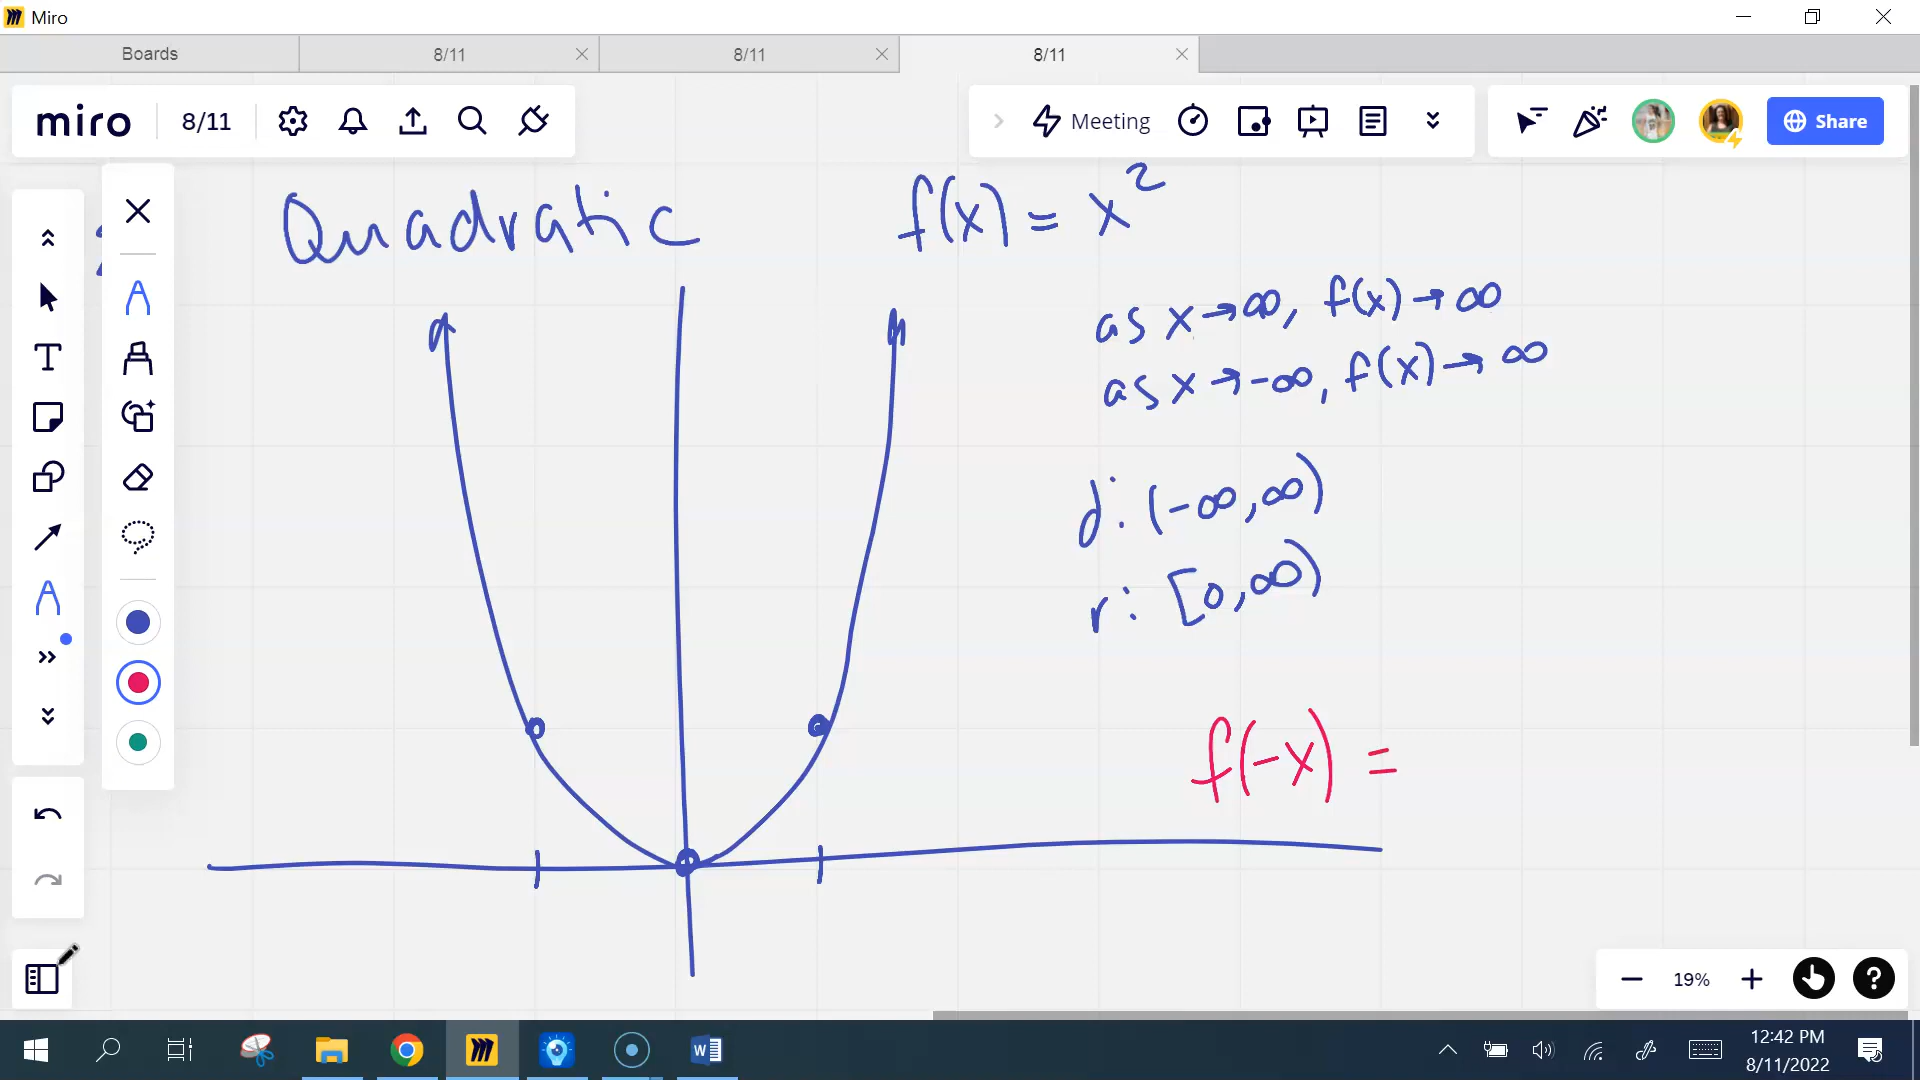 Miro
Boards
8/11
8/11
8/11
miro
8/11
Meeting
Share
Quadratic
f(x) = x²
as x→∞, f(x)→∞
as x→-∞, f(x)→∞
d: (-∞,∞)
r: [0,∞)
f(-x) =
19%
12:42 PM
8/11/2022